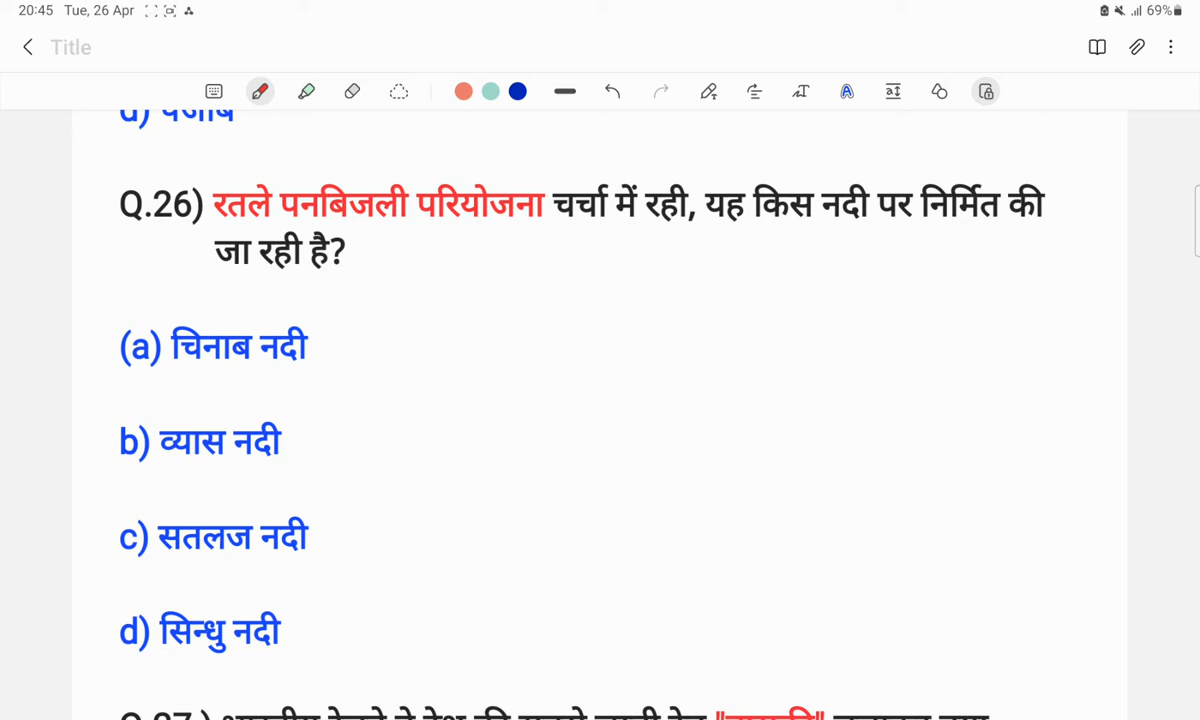 20:45 Tue, 26 Apr
69%
Title
d) पंजाब
Q.26) रतले पनबिजली परियोजना चर्चा में रही, यह किस नदी पर निर्मित की
जा रही है?
(a) चिनाब नदी
b) व्यास नदी
c) सतलज नदी
d) सिन्धु नदी